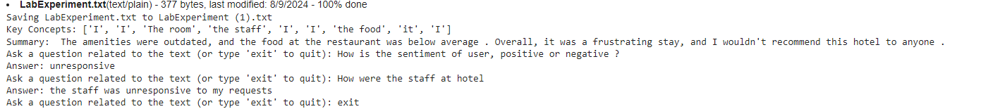 • LabExperiment.txt(text/plain) - 377 bytes, last modified: 8/9/2024 - 100% done
Saving LabExperiment.txt to LabExperiment (1).txt
Key Concepts: ['I', 'I', 'The room', 'the staff', 'I', 'I', 'the food', 'it', 'I']
Summary:  The amenities were outdated, and the food at the restaurant was below average . Overall, it was a frustrating stay, and I wouldn't recommend this hotel to anyone .
Ask a question related to the text (or type 'exit' to quit): How is the sentiment of user, positive or negative ?
Answer: unresponsive
Ask a question related to the text (or type 'exit' to quit): How were the staff at hotel
Answer: the staff was unresponsive to my requests
Ask a question related to the text (or type 'exit' to quit): exit